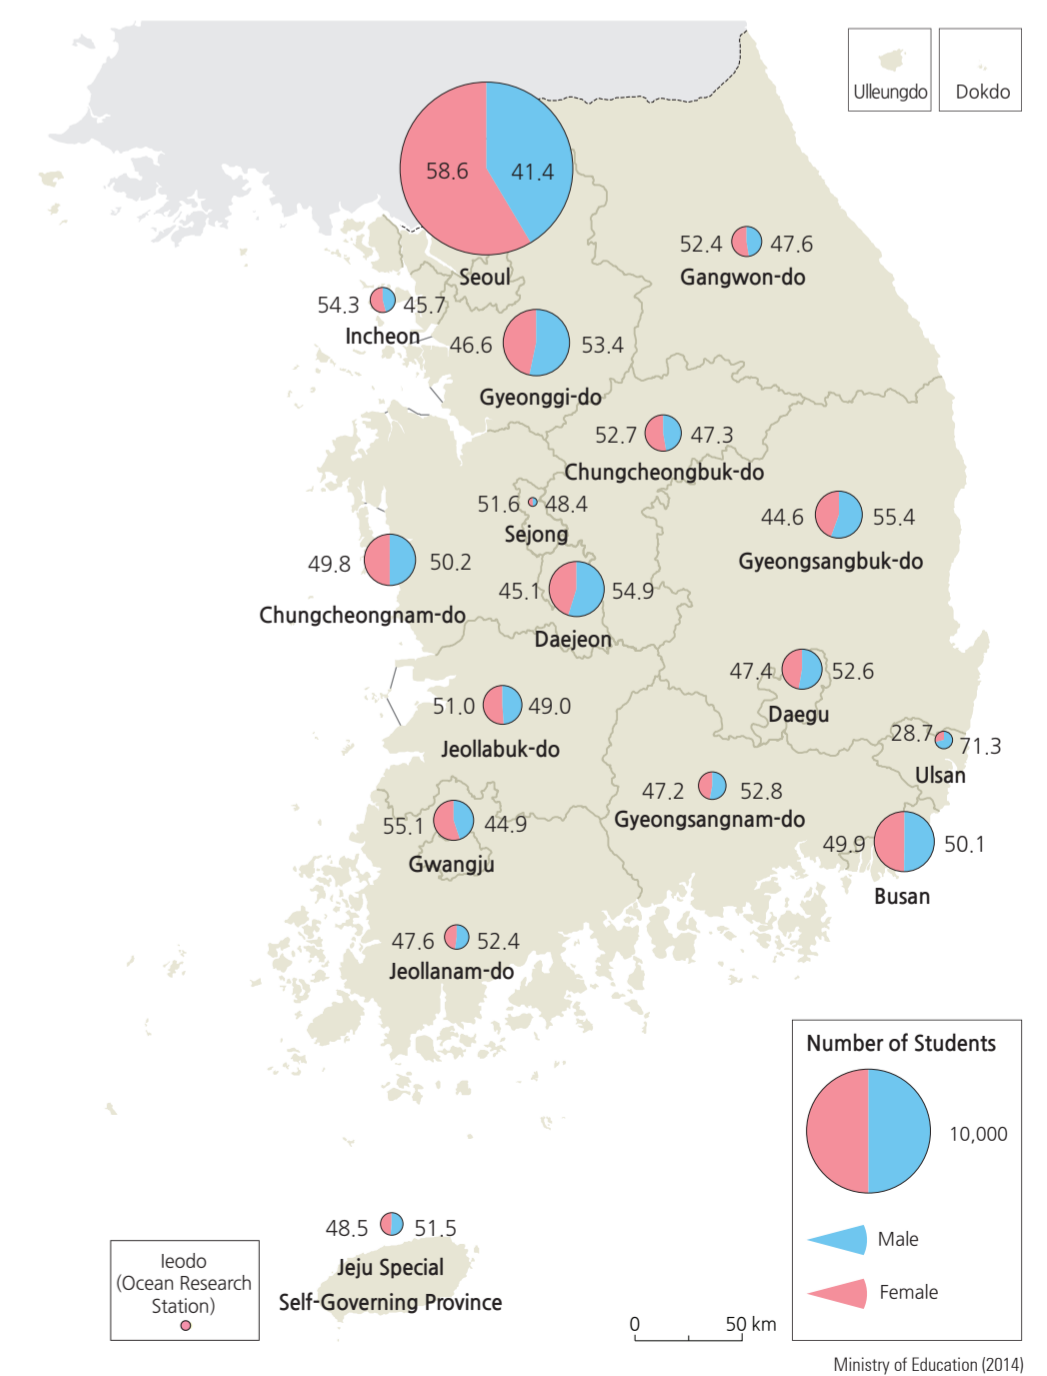 Ulleungdo
Dokdo
58.6 41.4
Seoul
52.4 47.6
Gangwon-do
54.3 45.7
Incheon
46.6 53.4
Gyeonggi-do
52.7 47.3
Chungcheongbuk-do
51.6 48.4
Sejong
44.6 55.4
Gyeongsangbuk-do
49.8 50.2
Chungcheongnam-do
45.1 54.9
Daejeon
47.4 52.6
Daegu
51.0 49.0
Jeollabuk-do
28.7 71.3
Ulsan
47.2 52.8
Gyeongsangnam-do
55.1 44.9
Gwangju
49.9 50.1
Busan
47.6 52.4
Jeollanam-do
Number of Students
10,000
Male
Female
48.5 51.5
Jeju Special
Self-Governing Province
Ieodo
(Ocean Research
Station)
0 50 km
Ministry of Education (2014)